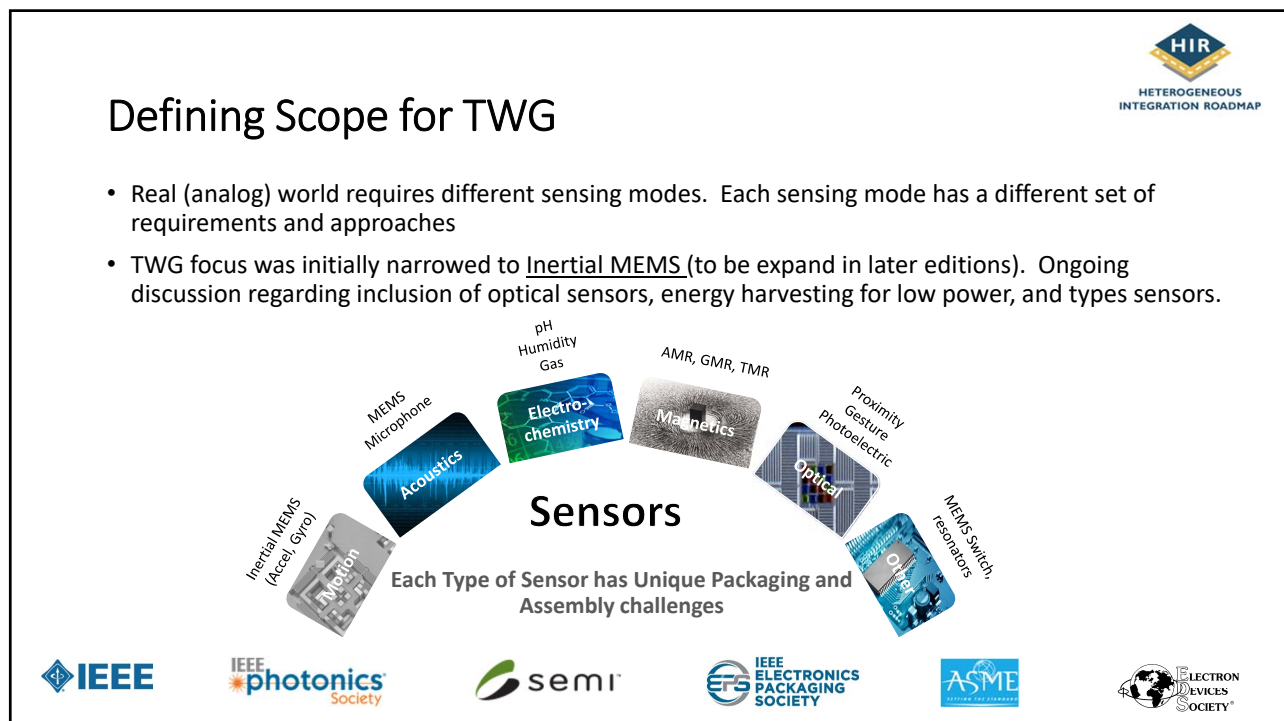 HIR
HETEROGENEOUS
INTEGRATION ROADMAP
Defining Scope for TWG
• Real (analog) world requires different sensing modes.  Each sensing mode has a different set of
requirements and approaches
• TWG focus was initially narrowed to Inertial MEMS (to be expand in later editions).  Ongoing
discussion regarding inclusion of optical sensors, energy harvesting for low power, and types sensors.
Inertial MEMS
(Accel, Gyro)
Motion
MEMS
Microphone
Acoustics
pH
Humidity
Gas
Electro-
chemistry
AMR, GMR, TMR
Magnetics
Proximity
Gesture
Photoelectric
Optical
MEMS Switch,
resonators
Other
Sensors
Each Type of Sensor has Unique Packaging and
Assembly challenges
IEEE
IEEE
photonics
Society
semi
EPS
IEEE
ELECTRONICS
PACKAGING
SOCIETY
ASME
SETTING THE STANDARD
ELECTRON
DEVICES
SOCIETY®